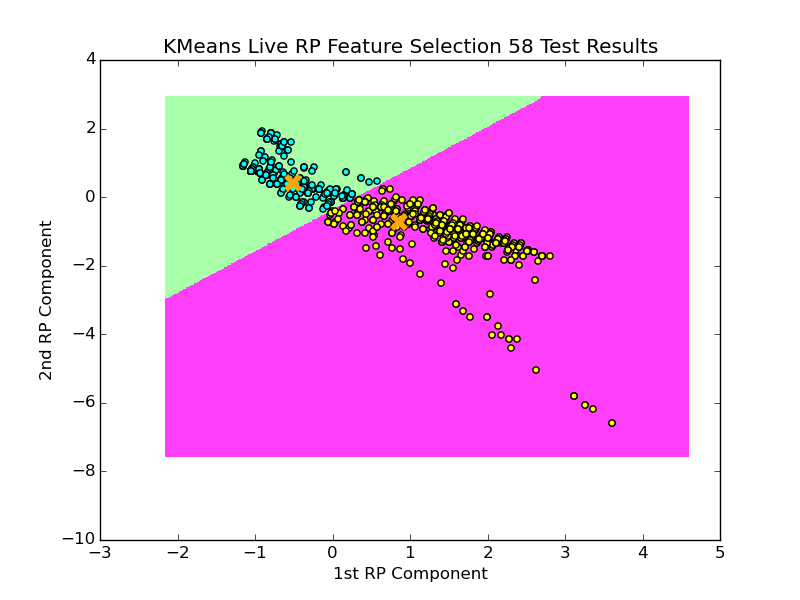 KMeans Live RP Feature Selection 58 Test Results
4
2
0
−2
−4
−6
−8
−10
2nd RP Component
−3 −2 −1 0 1 2 3 4 5
1st RP Component